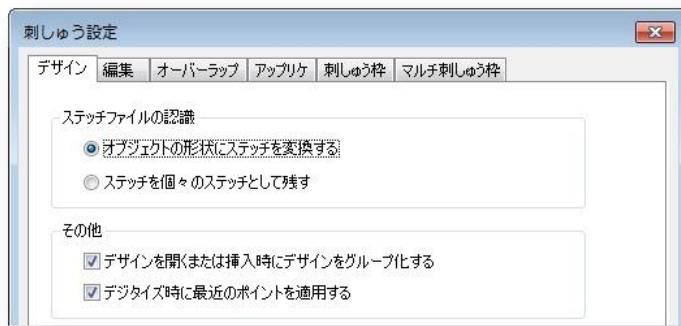 刺しゅう設定
デザイン 編集 オーバーラップ アップリケ 刺しゅう枠 マルチ刺しゅう枠
ステッチファイルの認識
オブジェクトの形状にステッチを変換する
ステッチを個々のステッチとして残す
その他
デザインを開くまたは挿入時にデザインをグループ化する
デジタイズ時に最近のポイントを適用する